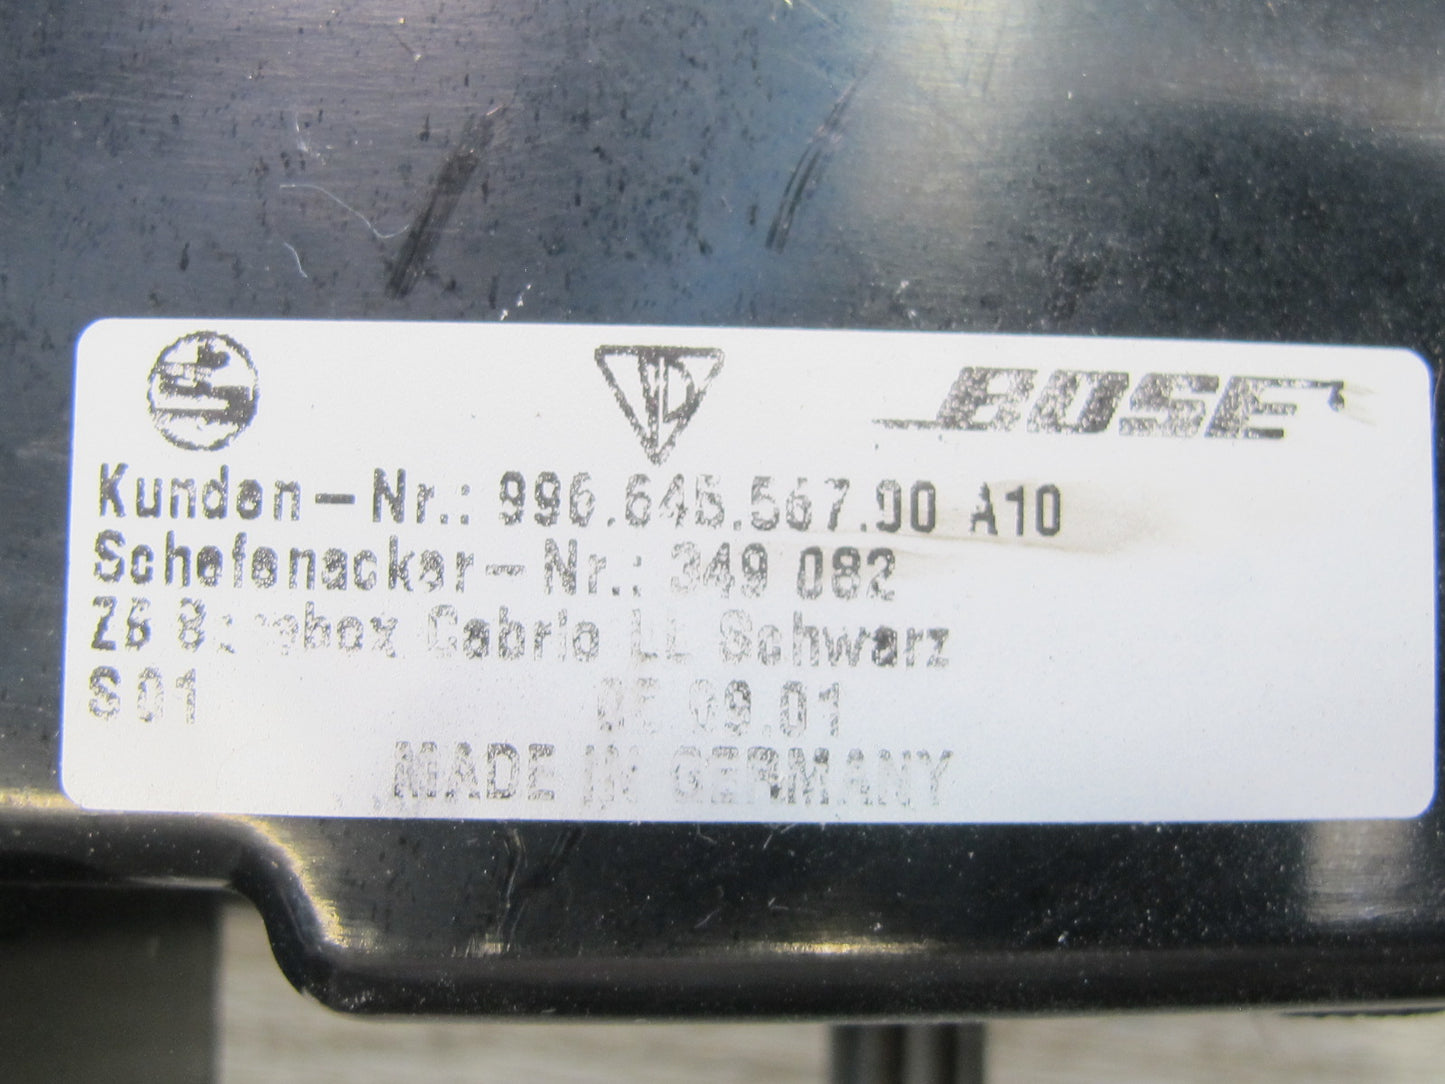 BOSE
Kunden-Nr.: 996.645.567.00 A10
Schefenacker-Nr.: 349 082
ZB Cabrio LL Schwarz
S01 09.01
MADE IN GERMANY